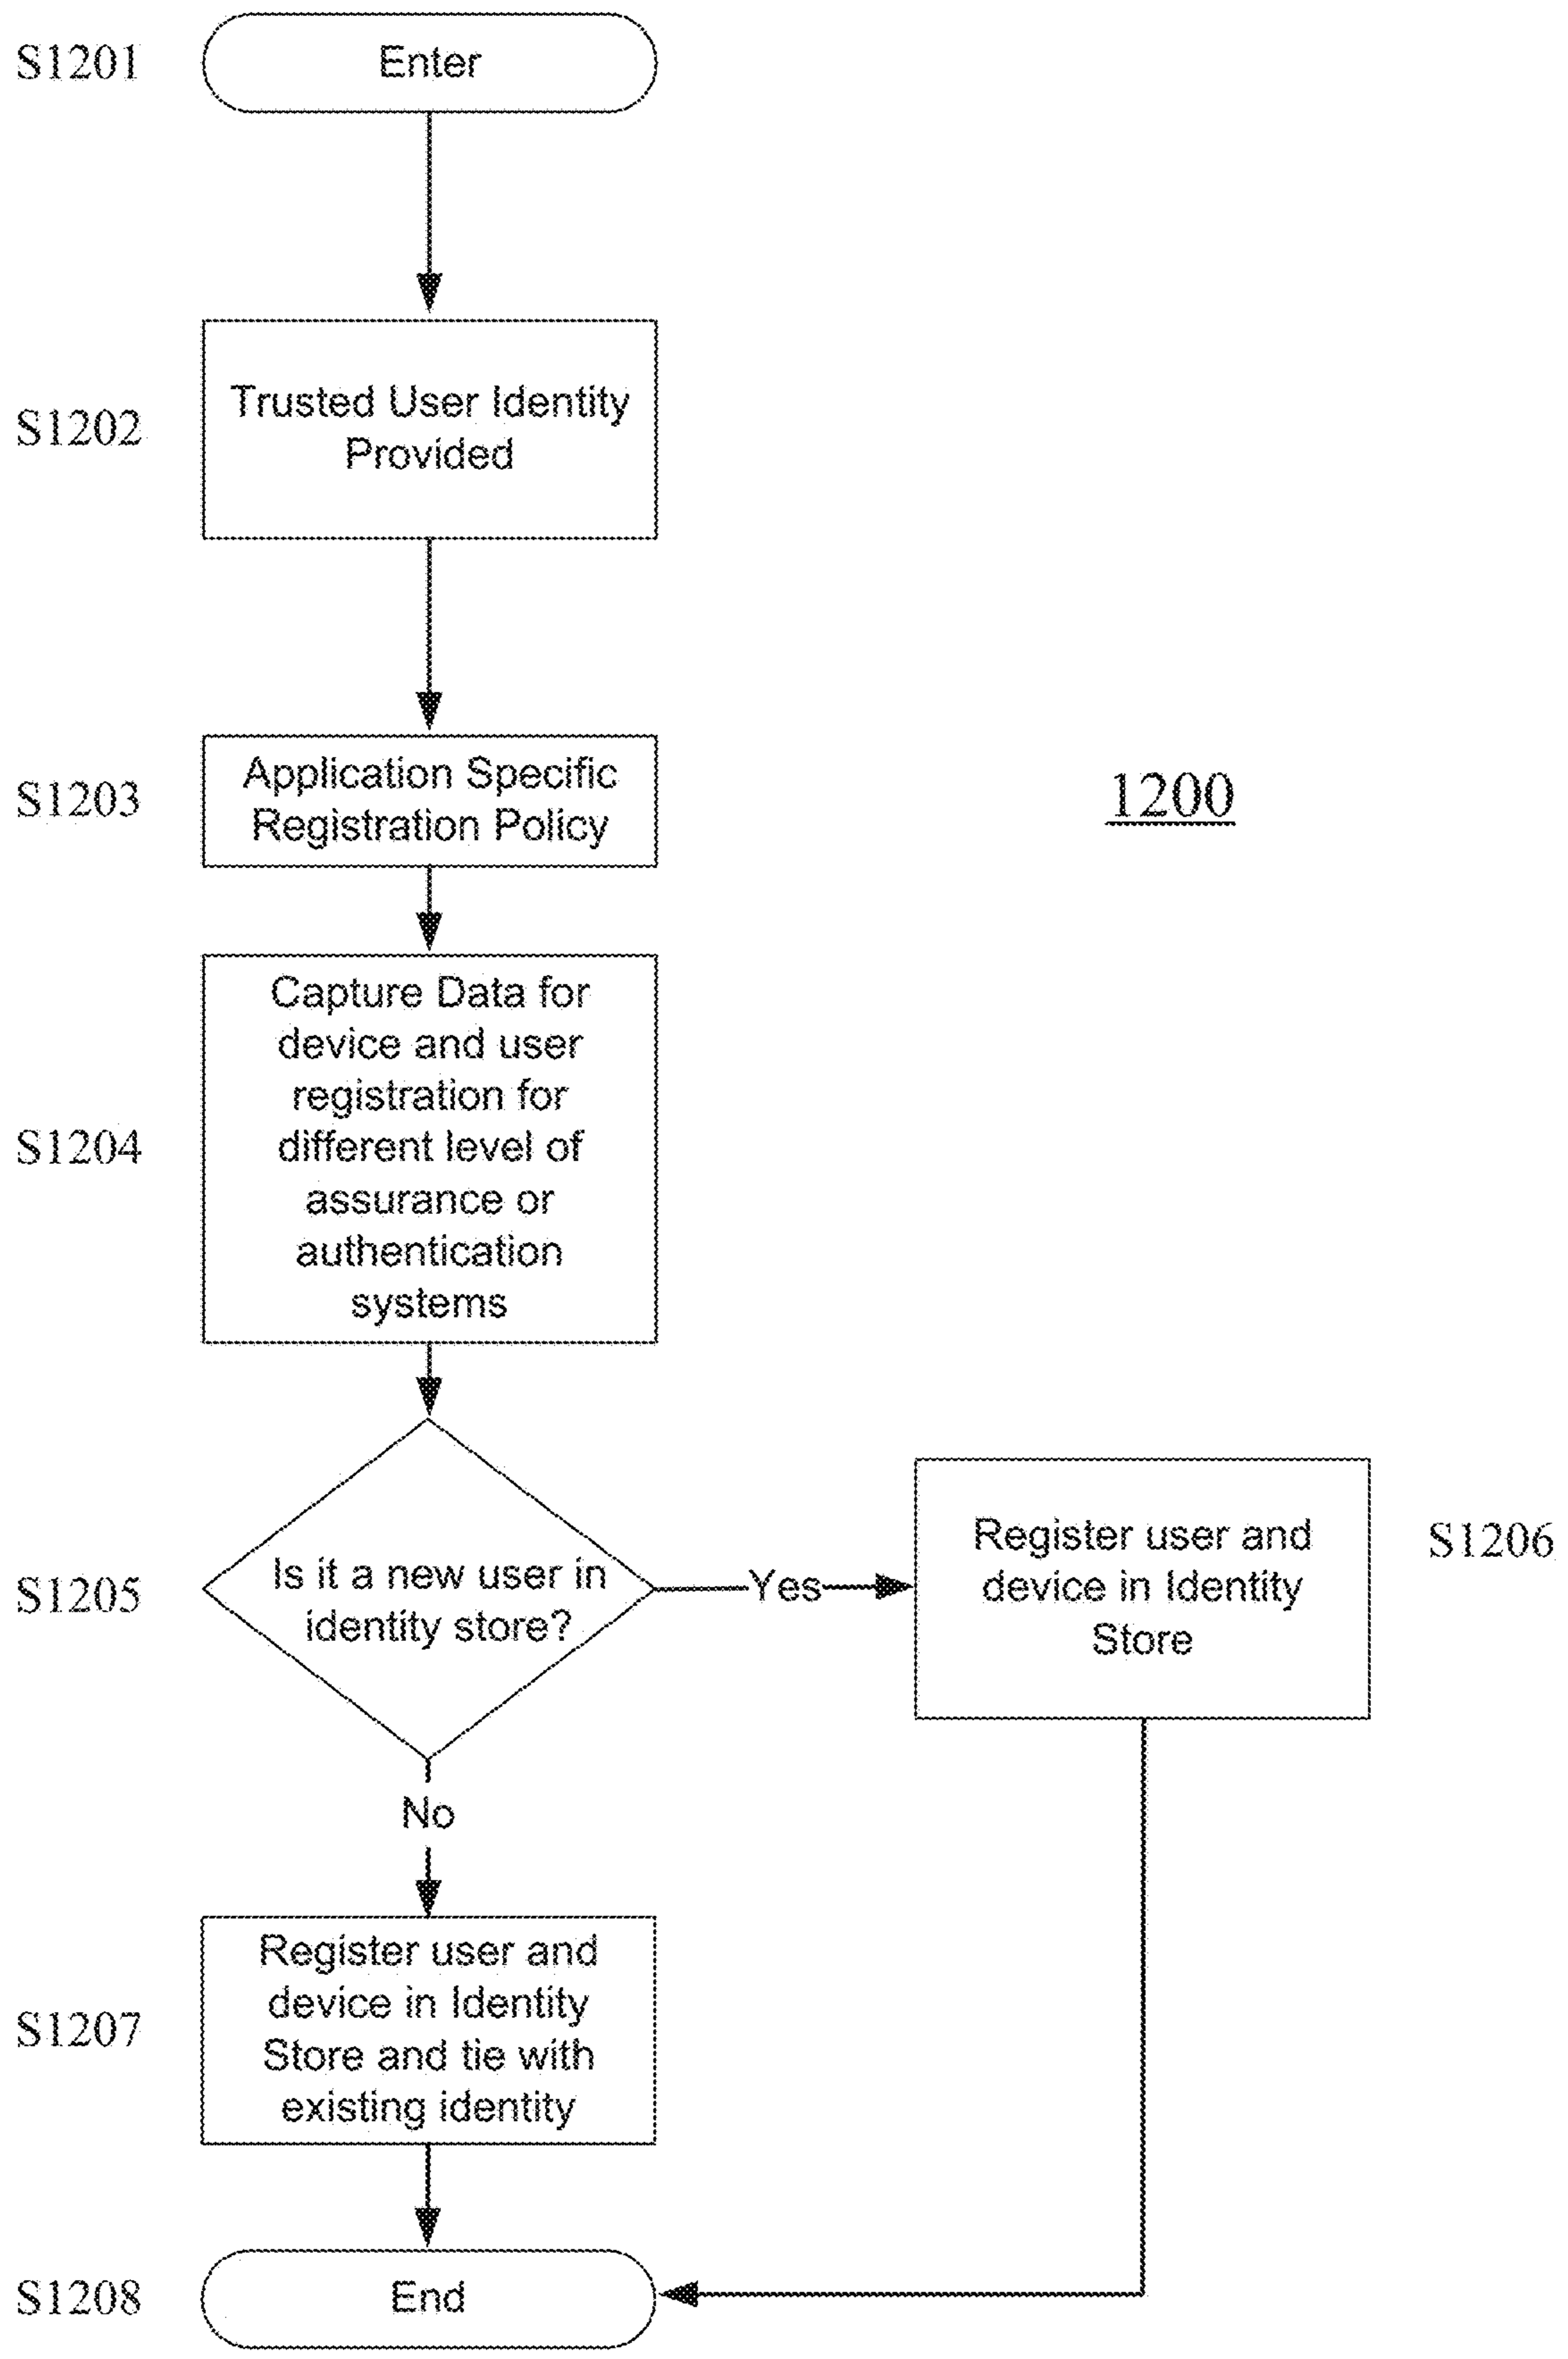 S1201
Enter
S1202
Trusted User Identity
Provided
S1203
Application Specific
Registration Policy
1200
S1204
Capture Data for
device and user
registration for
different level of
assurance or
authentication
systems
S1205
Is it a new user in
identity store?
Yes
Register user and
device in Identity
Store
S1206
No
S1207
Register user and
device in Identity
Store and tie with
existing identity
S1208
End